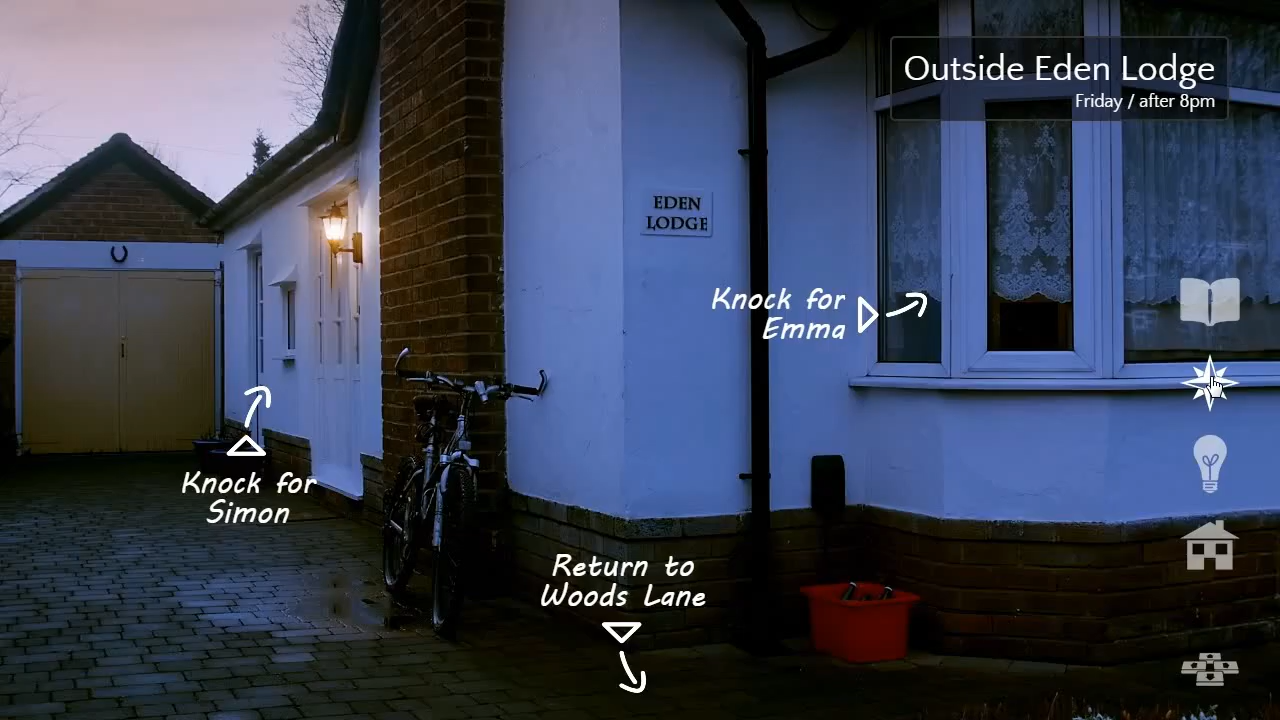 Outside Eden Lodge
Friday / after 8pm
EDEN
LODGE
Knock for
Emma
Knock for
Simon
Return to
Woods Lane